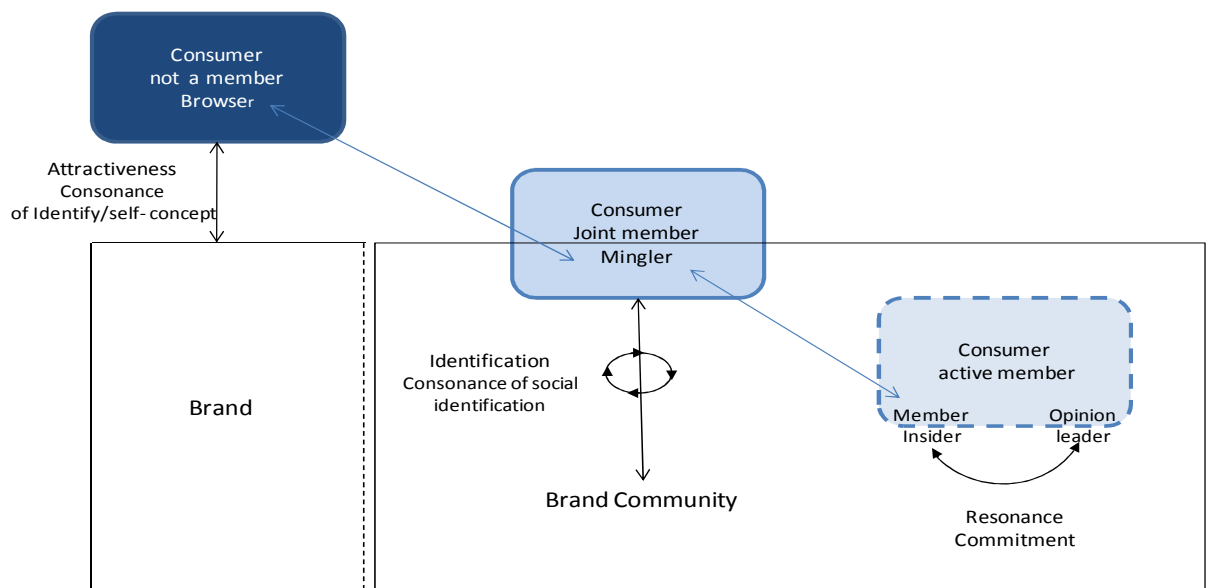 Consumer
not a member
Browser
Attractiveness
Consonance
of Identify/self-concept
Consumer
Joint member
Mingler
Brand
Identification
Consonance of social
identification
Brand Community
Consumer
active member
Member
Insider
Opinion
leader
Resonance
Commitment